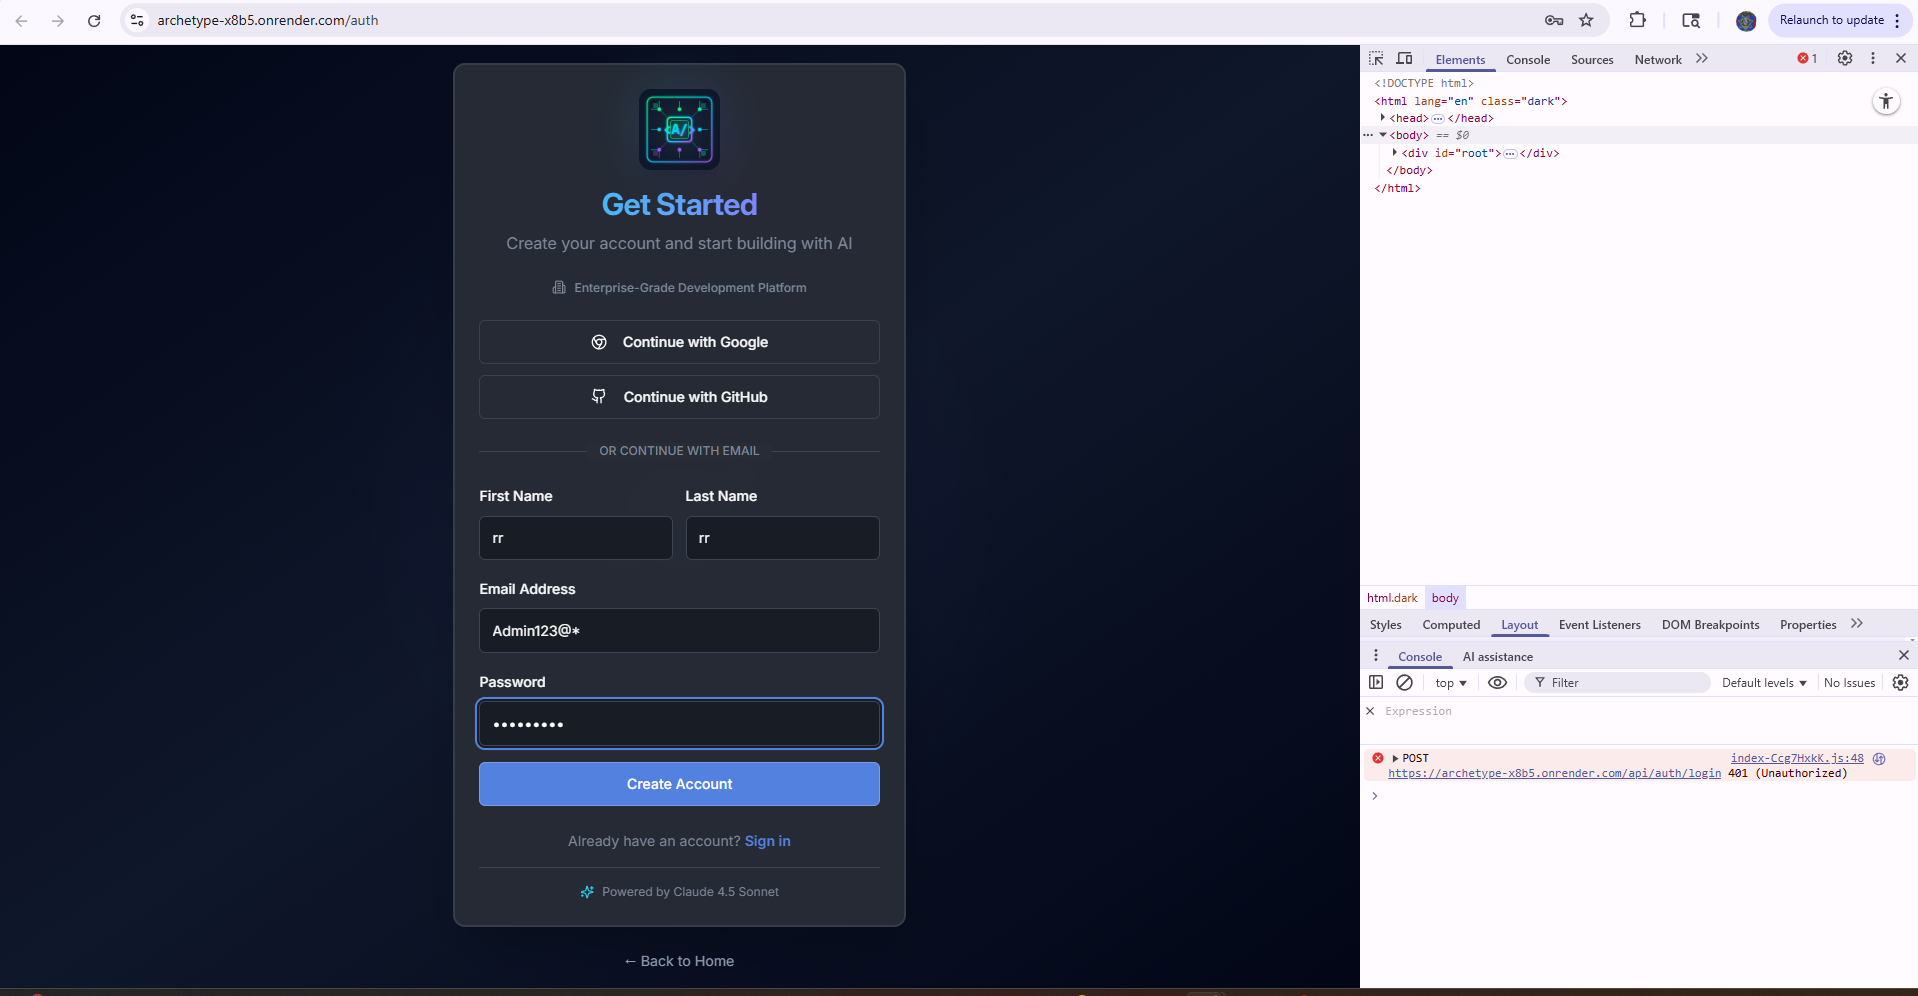 archetype-x8b5.onrender.com/auth
Relaunch to update
A/
Get Started
Create your account and start building with AI
Enterprise-Grade Development Platform
Continue with Google
Continue with GitHub
OR CONTINUE WITH EMAIL
First Name
Last Name
rr
rr
Email Address
Admin123@*
Password
•••••••••
Create Account
Already have an account? Sign in
Powered by Claude 4.5 Sonnet
← Back to Home
Elements Console Sources Network 1
<!DOCTYPE html>
<html lang="en" class="dark">
<head> ⋯ </head>
<body> == $0
<div id="root"> ⋯ </div>
</body>
</html>
html.dark body
Styles Computed Layout Event Listeners DOM Breakpoints Properties
Console AI assistance
top Filter Default levels No Issues
Expression
POST index-Ccg7HxkK.js:48
https://archetype-x8b5.onrender.com/api/auth/login 401 (Unauthorized)